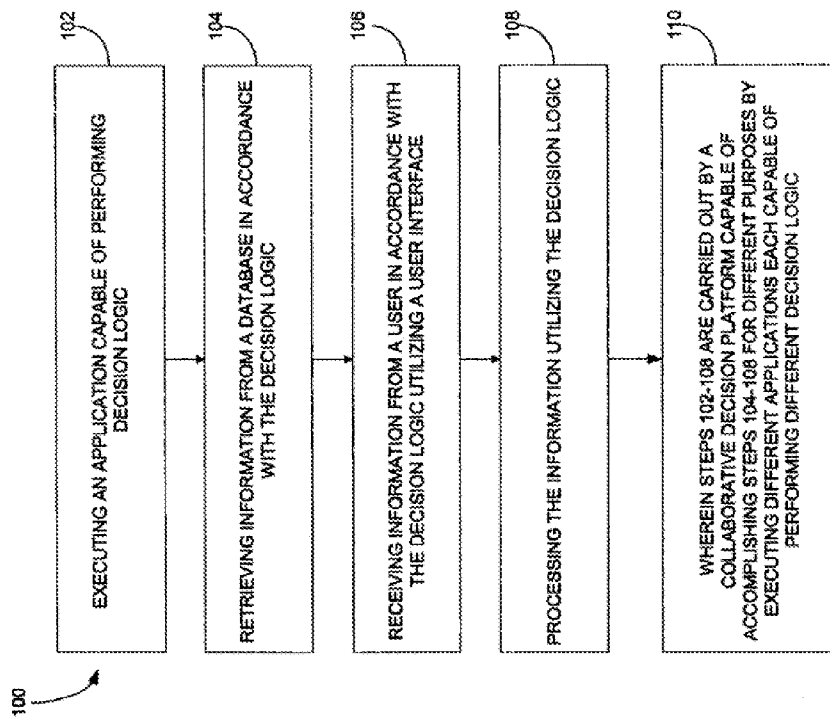 100
102
EXECUTING AN APPLICATION CAPABLE OF PERFORMING
DECISION LOGIC
104
RETRIEVING INFORMATION FROM A DATABASE IN ACCORDANCE
WITH THE DECISION LOGIC
106
RECEIVING INFORMATION FROM A USER IN ACCORDANCE WITH
THE DECISION LOGIC UTILIZING A USER INTERFACE
108
PROCESSING THE INFORMATION UTILIZING THE DECISION LOGIC
110
WHEREIN STEPS 102-108 ARE CARRIED OUT BY A
COLLABORATIVE DECISION PLATFORM CAPABLE OF
ACCOMPLISHING STEPS 104-108 FOR DIFFERENT PURPOSES BY
EXECUTING DIFFERENT APPLICATIONS EACH CAPABLE OF
PERFORMING DIFFERENT DECISION LOGIC